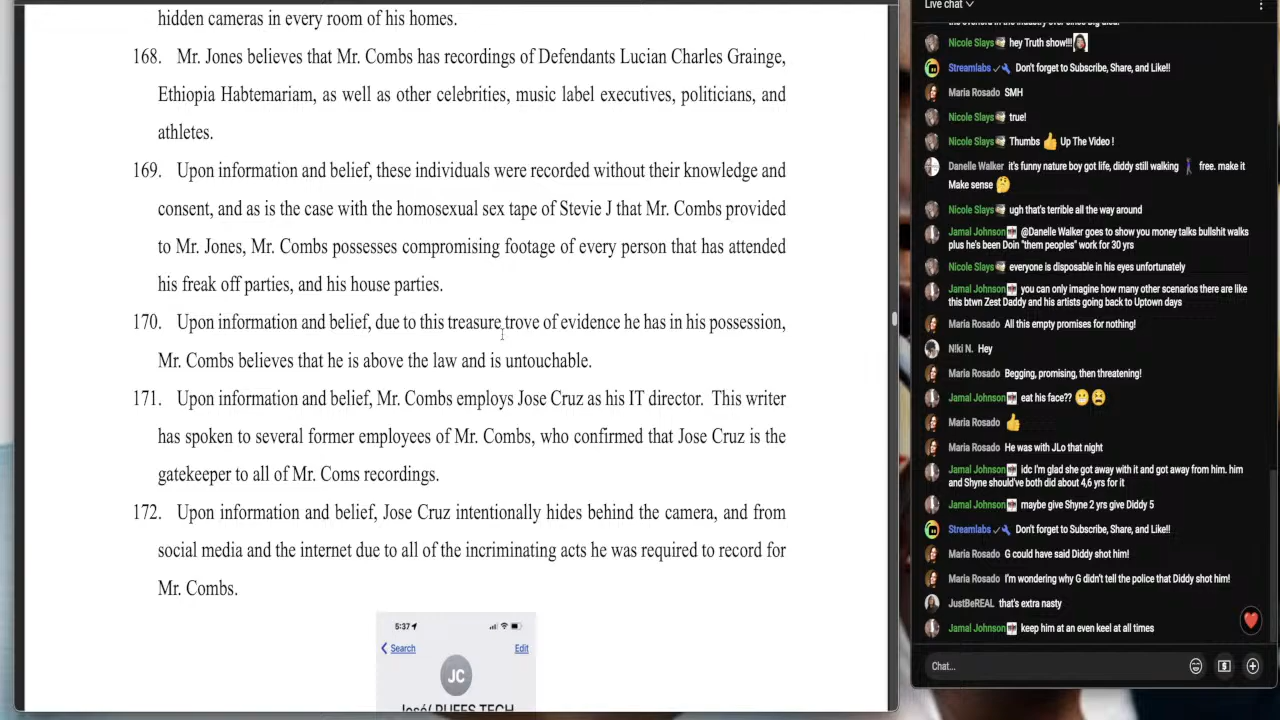 hidden cameras in every room of his homes.
168. Mr. Jones believes that Mr. Combs has recordings of Defendants Lucian Charles Grainge,
Ethiopia Habtemariam, as well as other celebrities, music label executives, politicians, and
athletes.
169. Upon information and belief, these individuals were recorded without their knowledge and
consent, and as is the case with the homosexual sex tape of Stevie J that Mr. Combs provided
to Mr. Jones, Mr. Combs possesses compromising footage of every person that has attended
his freak off parties, and his house parties.
170. Upon information and belief, due to this treasure trove of evidence he has in his possession,
Mr. Combs believes that he is above the law and is untouchable.
171. Upon information and belief, Mr. Combs employs Jose Cruz as his IT director. This writer
has spoken to several former employees of Mr. Combs, who confirmed that Jose Cruz is the
gatekeeper to all of Mr. Coms recordings.
172. Upon information and belief, Jose Cruz intentionally hides behind the camera, and from
social media and the internet due to all of the incriminating acts he was required to record for
Mr. Combs.
5:37
Search
Edit
JC
José( PUFFS TECH
Live chat
Nicole Slays hey Truth show!!!
Streamlabs Don't forget to Subscribe, Share, and Like!!
Maria Rosado SMH
Nicole Slays true!
Nicole Slays Thumbs 👍 Up The Video !
Danelle Walker it's funny nature boy got life, diddy still walking 🚶 free. make it
Make sense 🤔
Nicole Slays ugh that's terrible all the way around
Jamal Johnson @Danelle Walker goes to show you money talks bullshit walks
plus he's been Doin "them peoples" work for 30 yrs
Nicole Slays everyone is disposable in his eyes unfortunately
Jamal Johnson you can only imagine how many other scenarios there are like
this btwn Zest Daddy and his artists going back to Uptown days
Maria Rosado All this empty promises for nothing!
N!ki N. Hey
Maria Rosado Begging, promising, then threatening!
Jamal Johnson eat his face?? 😬😫
Maria Rosado 👍
Maria Rosado He was with JLo that night
Jamal Johnson idc I'm glad she got away with it and got away from him. him
and Shyne should've both did about 4,6 yrs for it
Jamal Johnson maybe give Shyne 2 yrs give Diddy 5
Streamlabs Don't forget to Subscribe, Share, and Like!!
Maria Rosado G could have said Diddy shot him!
Maria Rosado I'm wondering why G didn't tell the police that Diddy shot him!
JustBeREAL that's extra nasty
Jamal Johnson keep him at an even keel at all times
Chat...